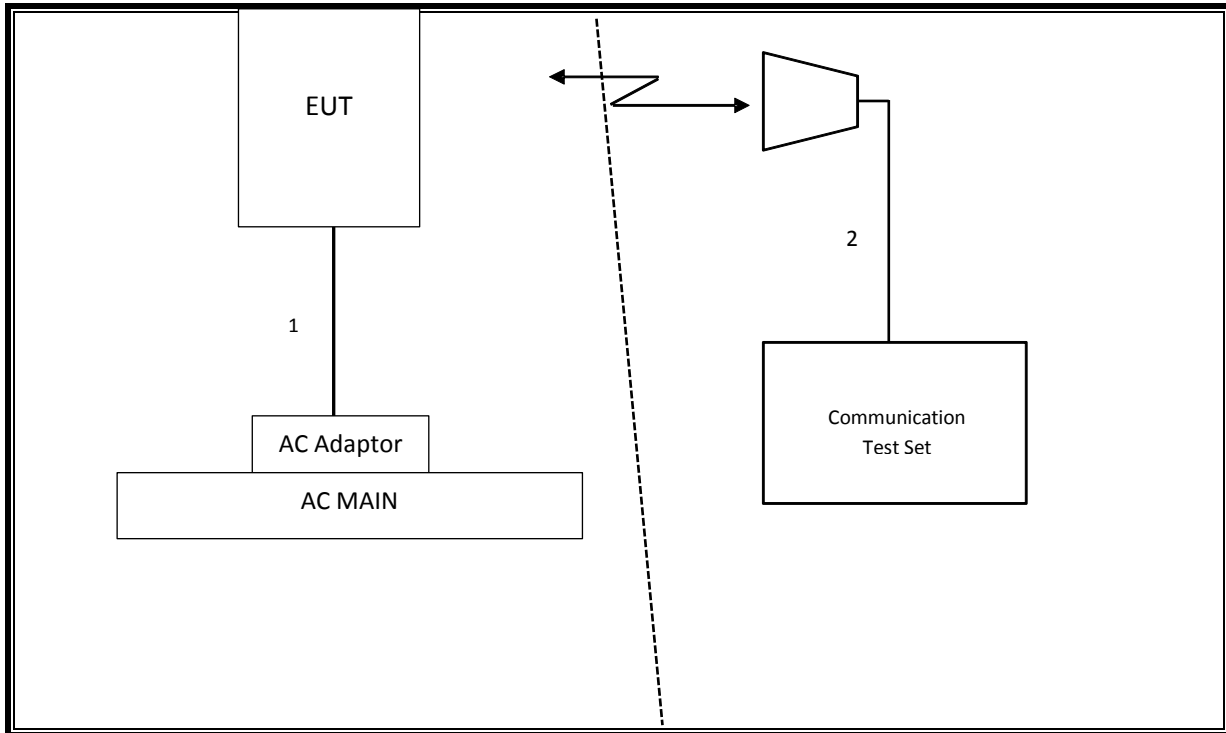 EUT
1
AC Adaptor
AC MAIN
2
Communication
Test Set